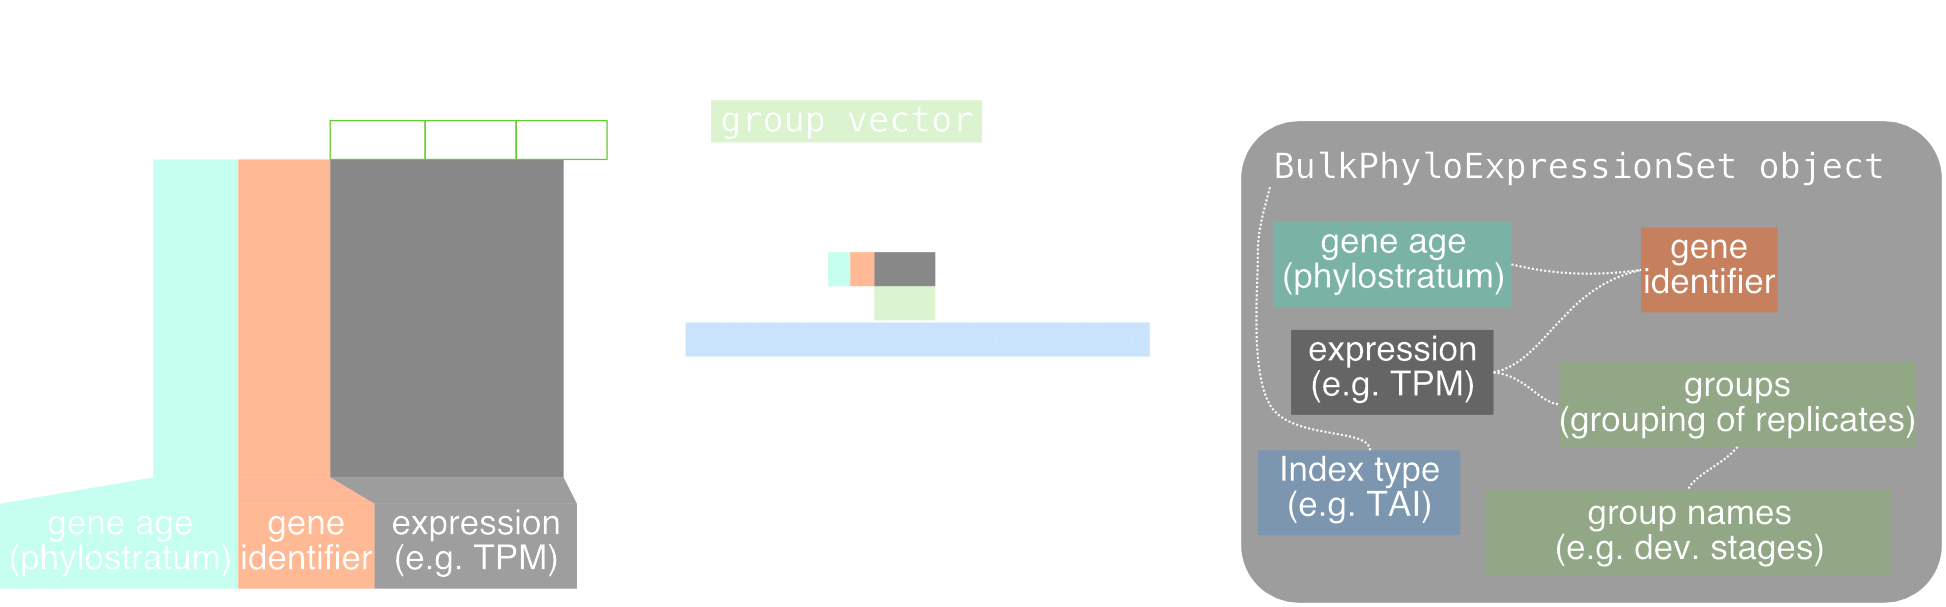 group vector
gene age
(phylostratum)
gene
identifier
expression
(e.g. TPM)
BulkPhyloExpressionSet object
gene age
(phylostratum)
gene
identifier
expression
(e.g. TPM)
groups
(grouping of replicates)
Index type
(e.g. TAI)
group names
(e.g. dev. stages)